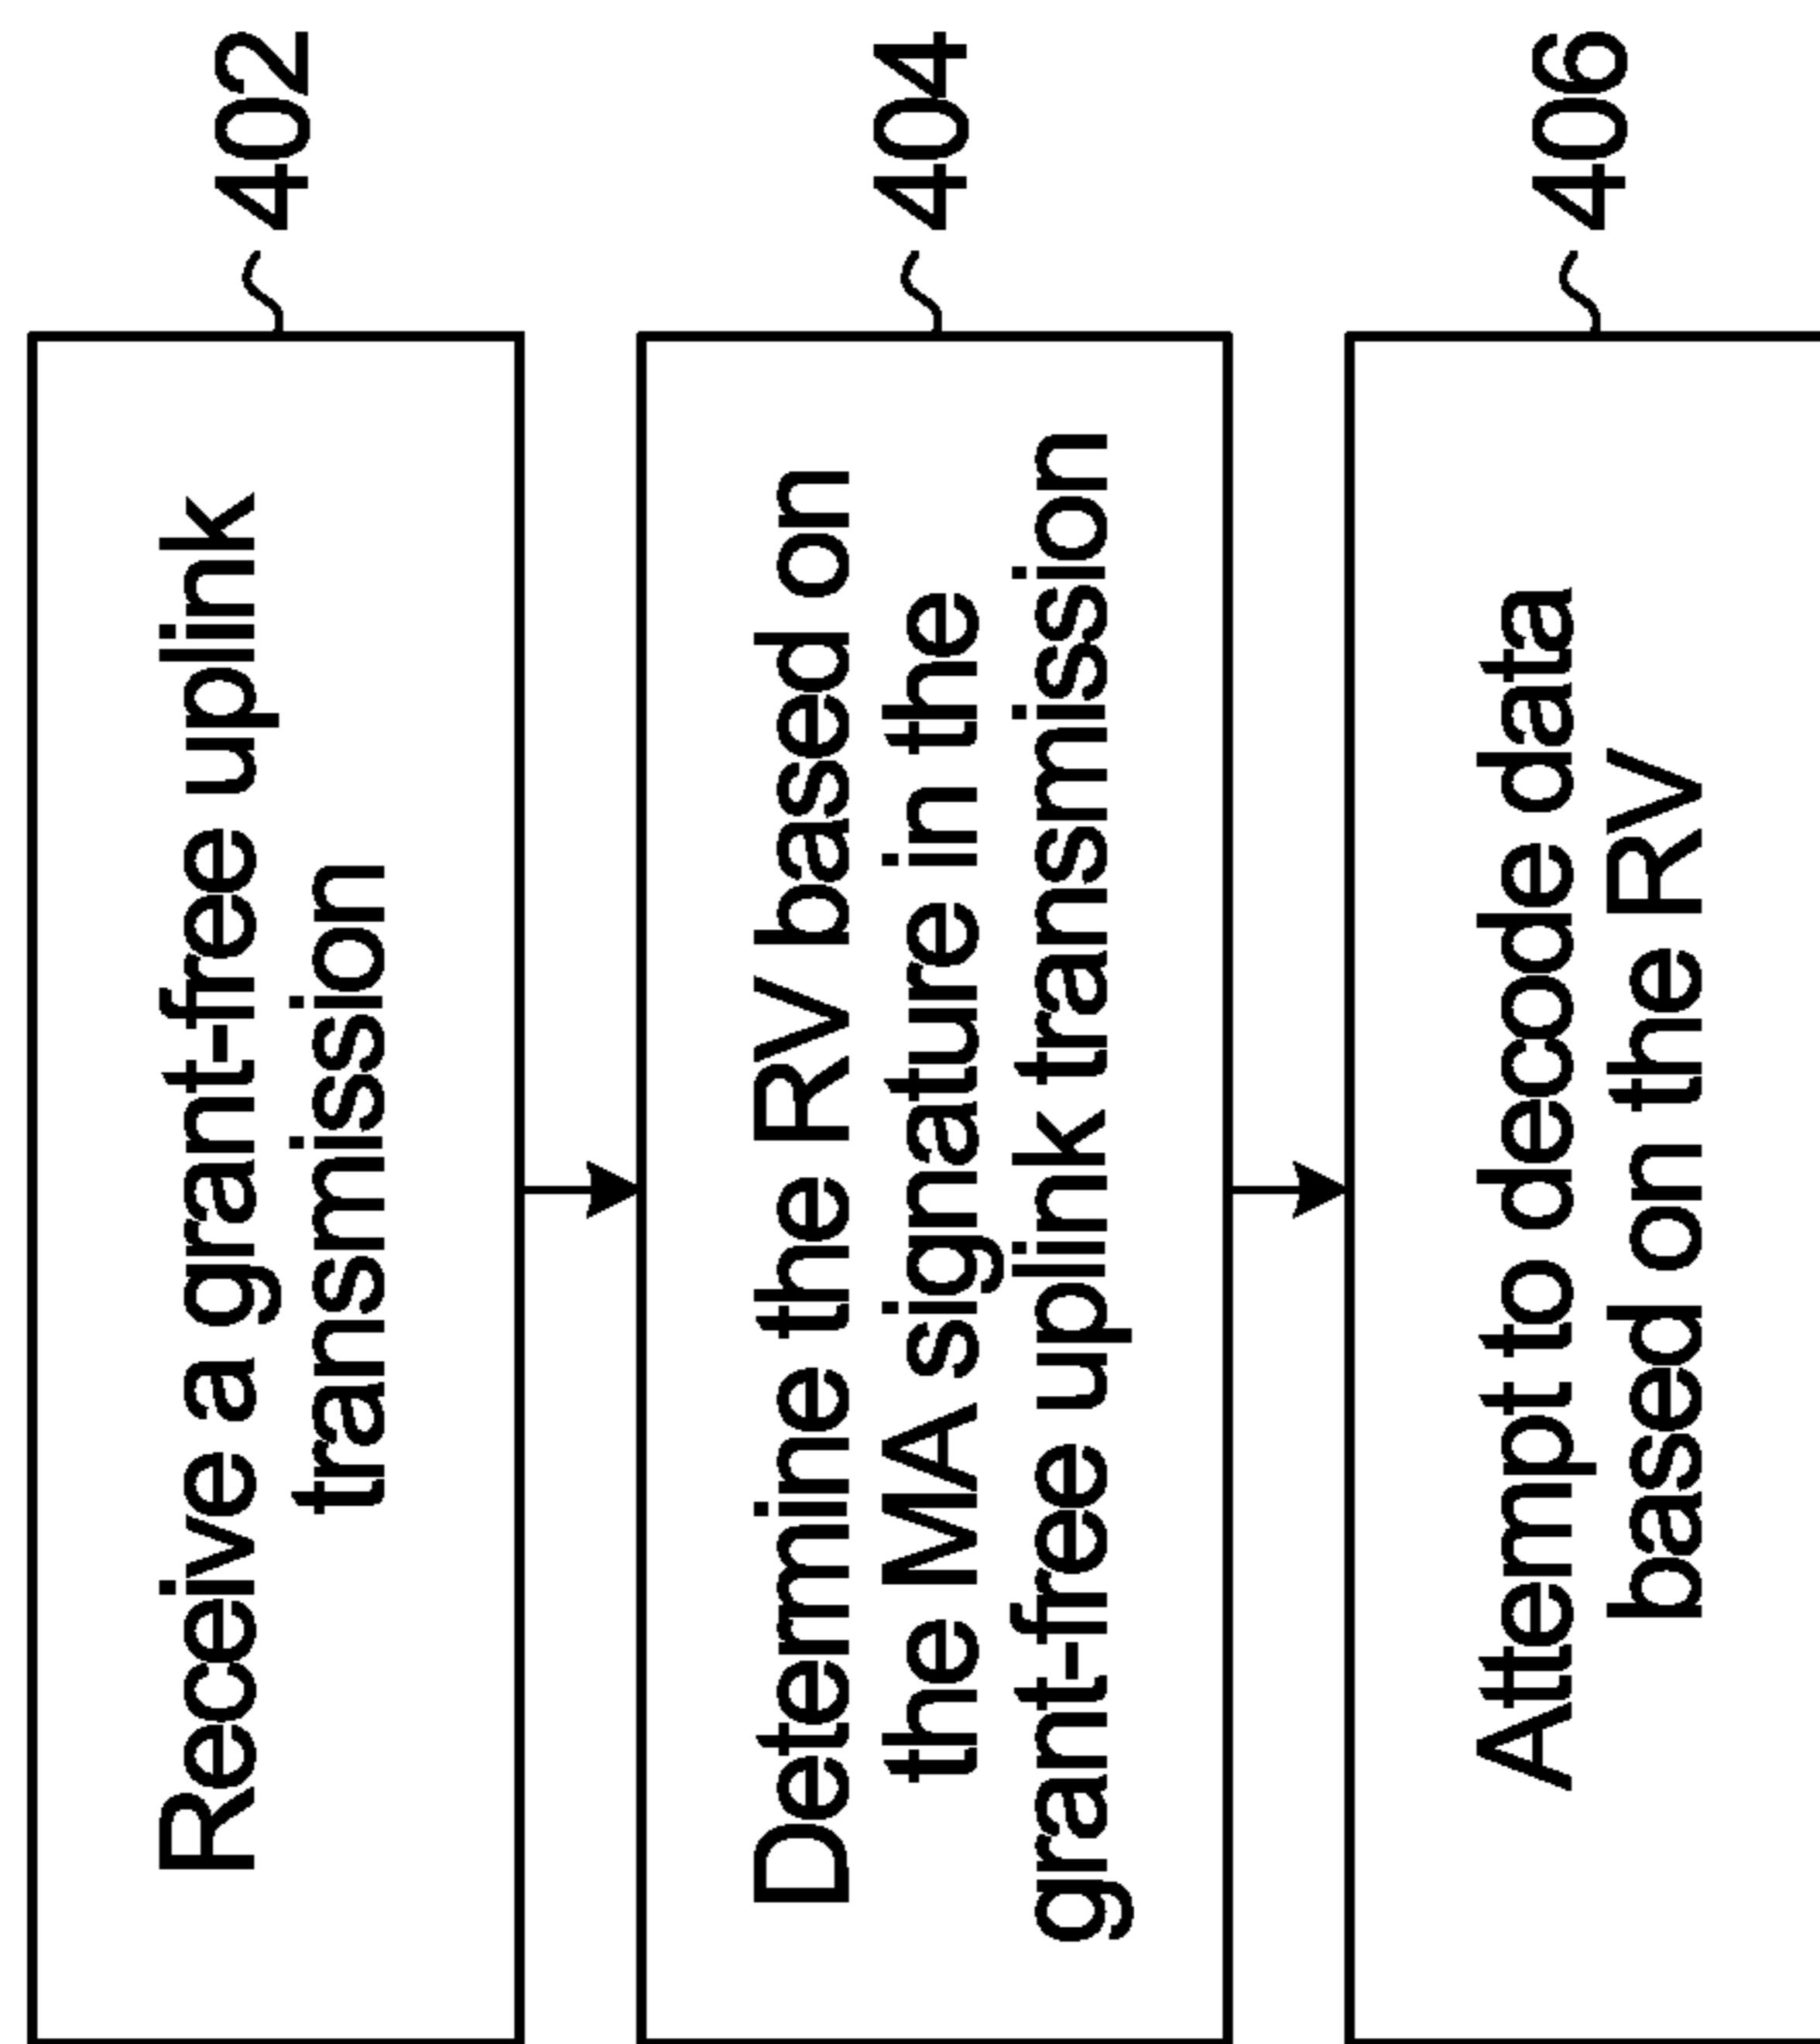 Receive a grant-free uplink
transmission
402
Determine the RV based on
the MA signature in the
grant-free uplink transmission
404
Attempt to decode data
based on the RV
406